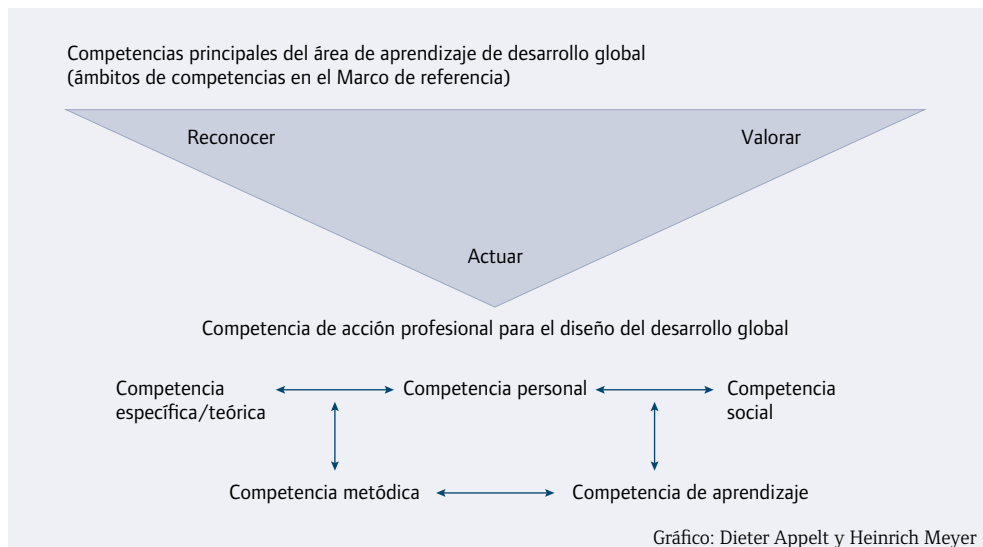 Competencias principales del área de aprendizaje de desarrollo global
(ámbitos de competencias en el Marco de referencia)
Reconocer
Valorar
Actuar
Competencia de acción profesional para el diseño del desarrollo global
Competencia
específica/teórica
Competencia personal
Competencia
social
Competencia metódica
Competencia de aprendizaje
Gráfico: Dieter Appelt y Heinrich Meyer